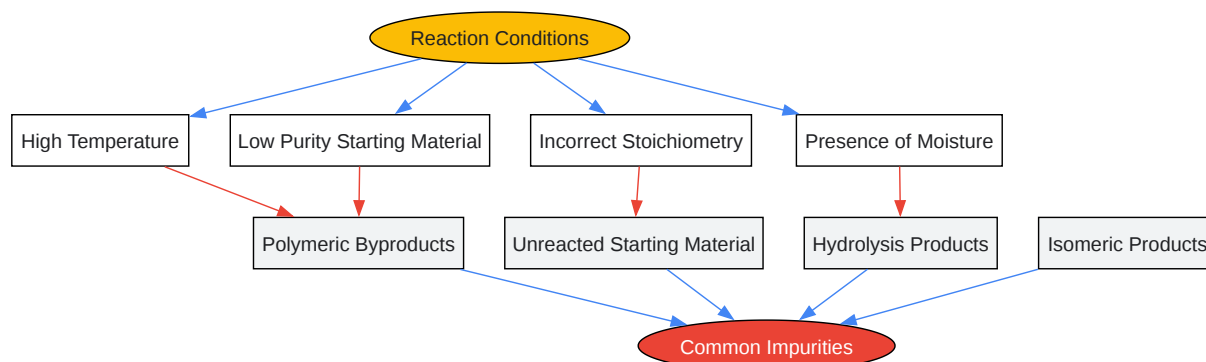 Reaction Conditions
High Temperature
Low Purity Starting Material
Incorrect Stoichiometry
Presence of Moisture
Polymeric Byproducts
Unreacted Starting Material
Hydrolysis Products
Isomeric Products
Common Impurities